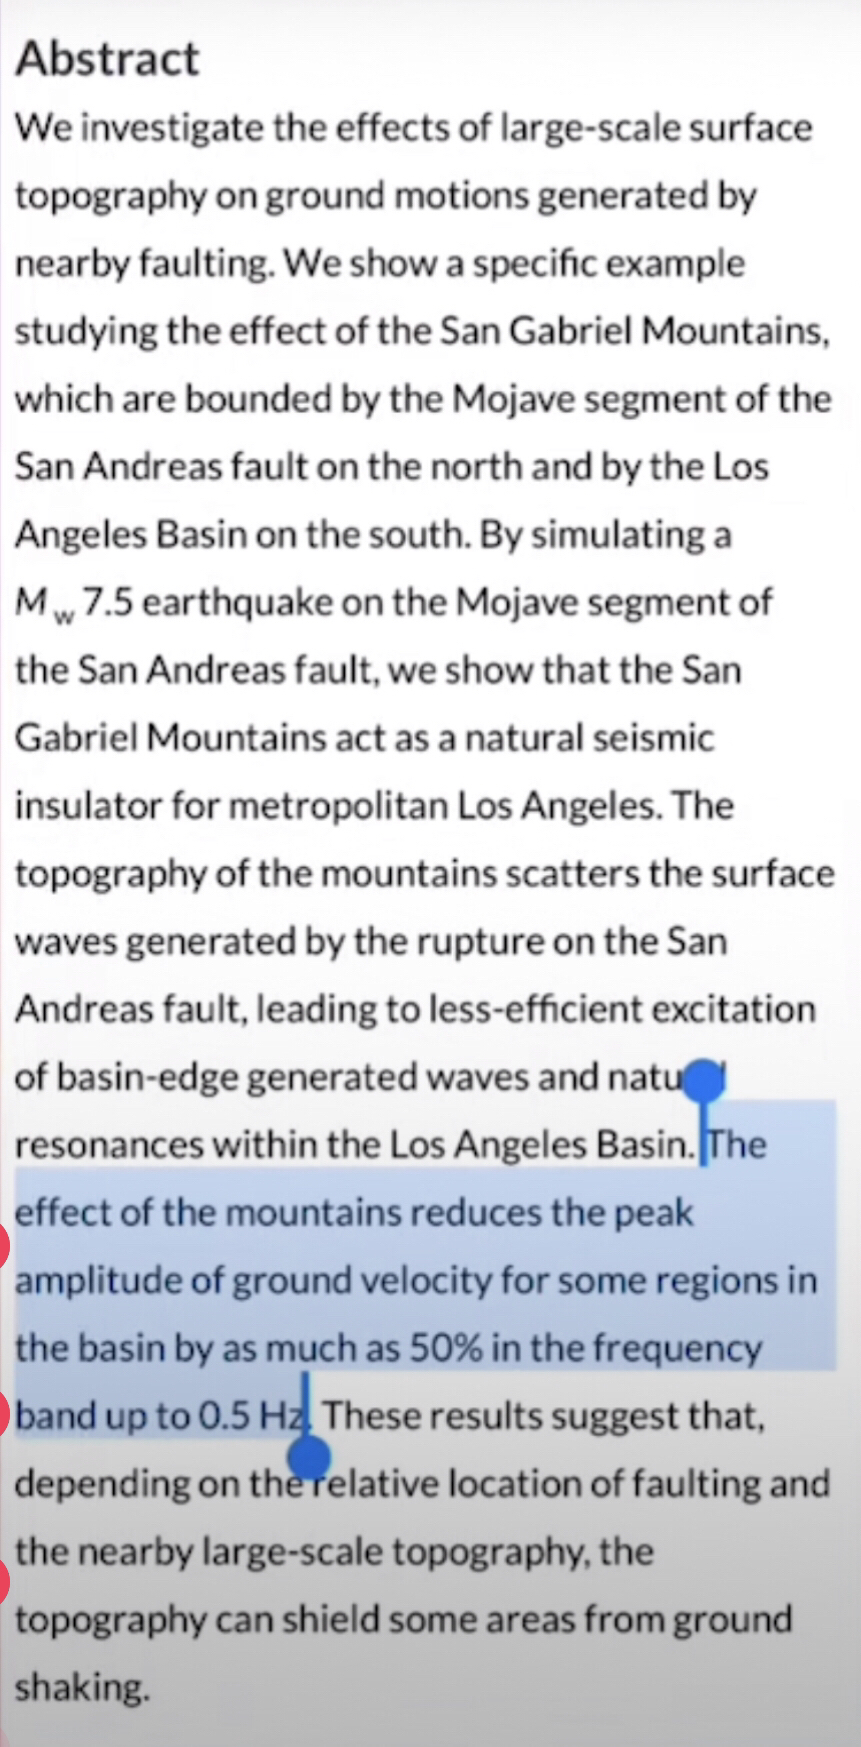 Abstract
We investigate the effects of large-scale surface
topography on ground motions generated by
nearby faulting. We show a specific example
studying the effect of the San Gabriel Mountains,
which are bounded by the Mojave segment of the
San Andreas fault on the north and by the Los
Angeles Basin on the south. By simulating a
M w 7.5 earthquake on the Mojave segment of
the San Andreas fault, we show that the San
Gabriel Mountains act as a natural seismic
insulator for metropolitan Los Angeles. The
topography of the mountains scatters the surface
waves generated by the rupture on the San
Andreas fault, leading to less-efficient excitation
of basin-edge generated waves and natural
resonances within the Los Angeles Basin. The
effect of the mountains reduces the peak
amplitude of ground velocity for some regions in
the basin by as much as 50% in the frequency
band up to 0.5 Hz. These results suggest that,
depending on the relative location of faulting and
the nearby large-scale topography, the
topography can shield some areas from ground
shaking.